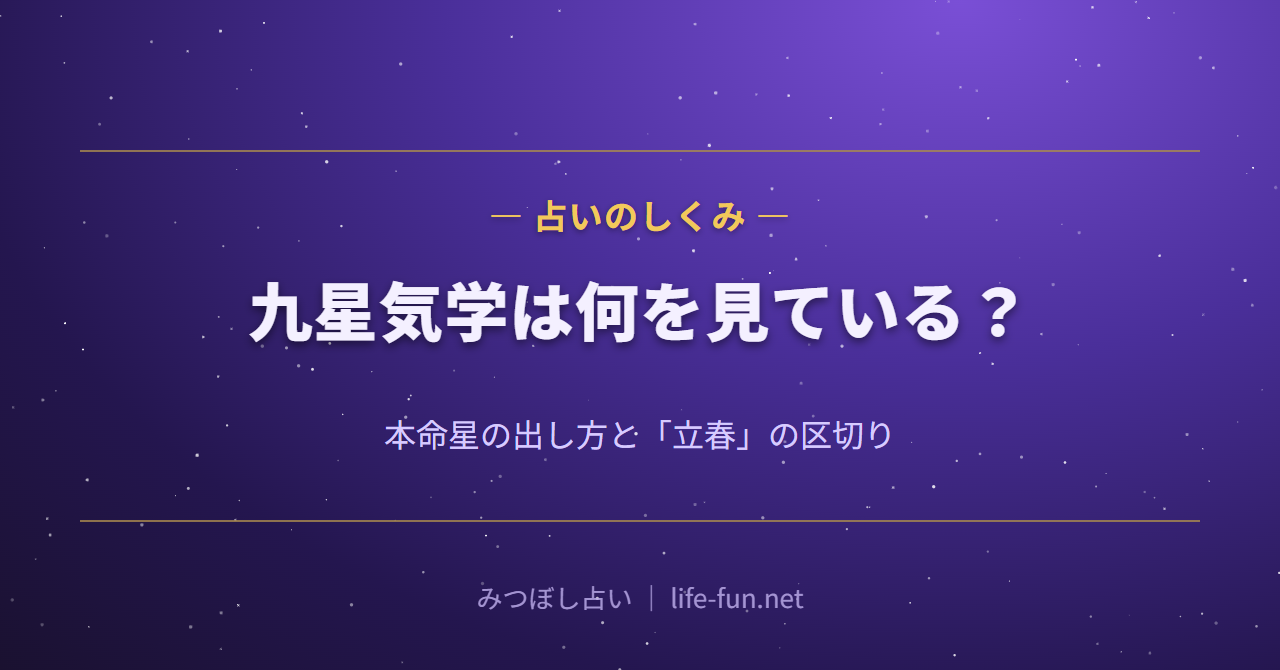 — 占いのしくみ —
九星気学は何を見ている？
本命星の出し方と「立春」の区切り
みつぼし占い｜life-fun.net